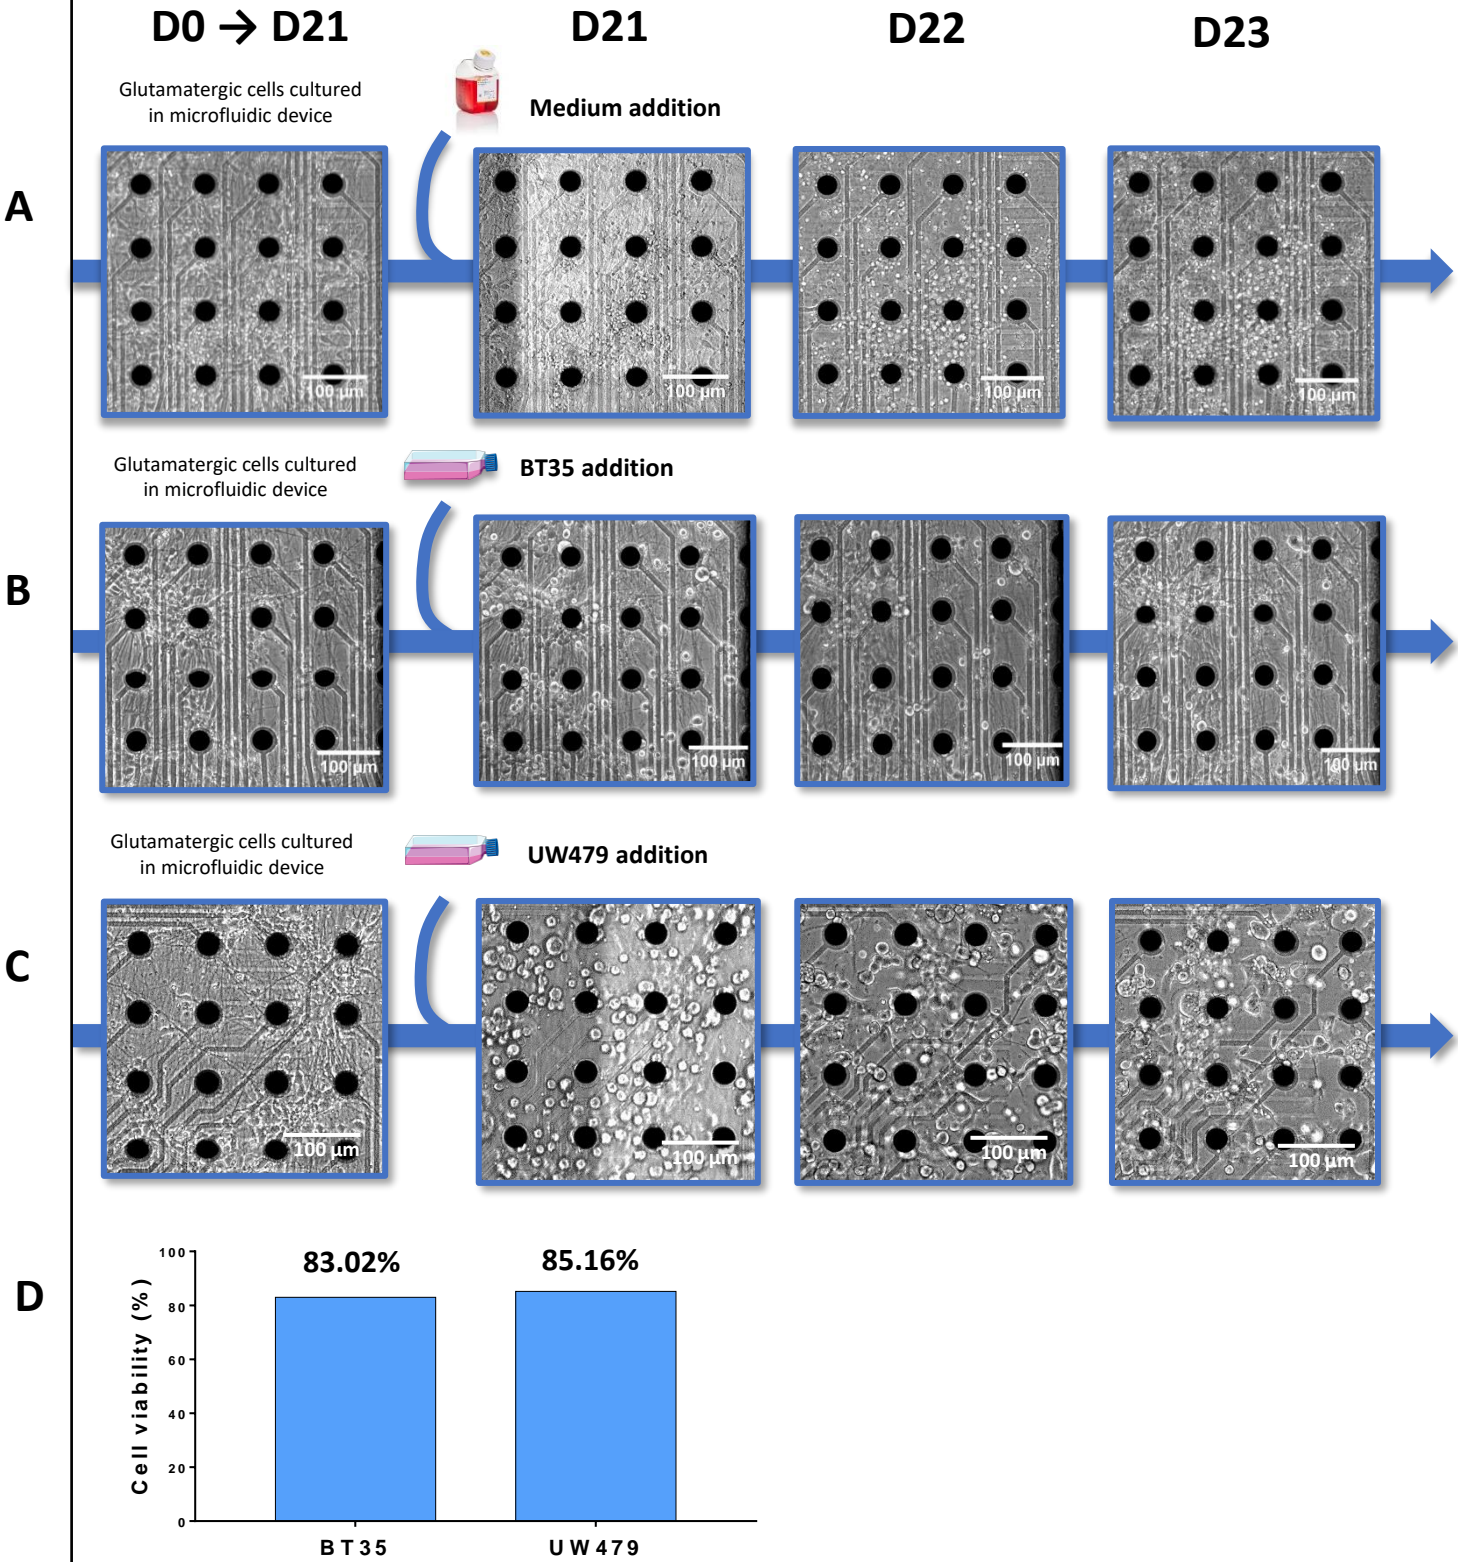 D0 → D21 D21 D22 D23
Glutamatergic cells cultured
in microfluidic device
Medium addition
A
100 µm 100 µm 100 µm 100 µm
Glutamatergic cells cultured
in microfluidic device
BT35 addition
B
100 µm 100 µm 100 µm 100 µm
Glutamatergic cells cultured
in microfluidic device
UW479 addition
C
100 µm 100 µm 100 µm 100 µm
D
83.02% 85.16%
Cell viability (%)
100
80
60
40
20
0
BT35 UW479